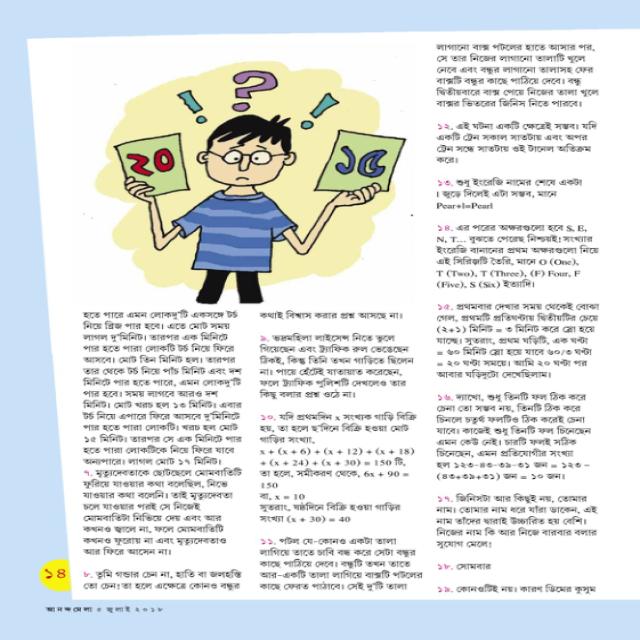 ২০
১৫
হতে পারে এমন লোকদু'টি একসঙ্গে টর্চ
নিয়ে ব্রিজ পার হবে। এতে মোট সময়
লাগল দু'মিনিট। তারপর এক মিনিটে
পার হতে পারা লোকটি টর্চ নিয়ে ফিরে
আসবে। মোট তিন মিনিট হল। তারপর
তার থেকে টর্চ নিয়ে পাঁচ মিনিট এবং দশ
মিনিটে পার হতে পারে, এমন লোকদু'টি
পার হবে। সময় লাগবে আরও দশ
মিনিট। মোট খরচ হল ১৩ মিনিট। এবার
টর্চ নিয়ে এপারে ফিরে আসবে দু'মিনিটে
পার হতে পারা লোকটি। খরচ হল মোট
১৫ মিনিট। তারপর সে এক মিনিটে পার
হতে পারা লোকটিকে নিয়ে ফিরে যাবে
অন্যপারে। লাগল মোট ১৭ মিনিট।
৭. মৃত্যুদেবতাকে ছোটছেলে মোমবাতিটি
ফুরিয়ে যাওয়ার কথা বলেছিল, নিভে
যাওয়ার কথা বলেনি। তাই মৃত্যুদেবতা
চলে যাওয়ার পরই সে নিজেই
মোমবাতিটা নিভিয়ে দেয় এবং আর
কখনও জ্বালে না, ফলে মোমবাতিটি
কখনও ফুরোয় না এবং মৃত্যুদেবতাও
আর ফিরে আসেন না।
৮. তুমি গন্ডার চেন না, হাতি বা জলহস্তি
তো চেন! তা হলে এক্ষেত্রে কোনও বন্ধুর
কথাই বিশ্বাস করার প্রশ্ন আসছে না।
৯. ভদ্রমহিলা লাইসেন্স নিতে ভুলে
গিয়েছেন এবং ট্র্যাফিক রুল ভেঙেছেন
ঠিকই, কিন্তু তিনি তখন গাড়িতে ছিলেন
না। পায়ে হেঁটেই যাতায়াত করেছেন,
ফলে ট্র্যাফিক পুলিশটি দেখলেও তার
কিছু বলার প্রশ্ন ওঠে না।
১০. যদি প্রথমদিন x সংখ্যক গাড়ি বিক্রি
হয়, তা হলে ছ'দিনে বিক্রি হওয়া মোট
গাড়ির সংখ্যা,
x + (x + 6) + (x + 12) + (x + 18)
+ (x + 24) + (x + 30) = 150 টি,
তা হলে, সমীকরণ থেকে, 6x + 90 =
150
বা, x = 10
সুতরাং, ষষ্ঠদিনে বিক্রি হওয়া গাড়ির
সংখ্যা (x + 30) = 40
১১. পটল যে-কোনও একটা তালা
লাগিয়ে তাতে চাবি বন্ধ করে সেটা বন্ধুর
কাছে পাঠিয়ে দেবে। বন্ধুটি তখন তাতে
আর-একটি তালা লাগিয়ে বাক্সটি পটলের
কাছে ফেরত পাঠাবে। সেই দু'টি তালা
লাগানো বাক্স পটলের হাতে আসার পর,
সে তার নিজের লাগানো তালাটি খুলে
নেবে এবং বন্ধুর লাগানো তালাসহ ফের
বাক্সটি বন্ধুর কাছে পাঠিয়ে দেবে। বন্ধু
দ্বিতীয়বারে বাক্স পেয়ে নিজের তালা খুলে
বাক্সর ভিতরের জিনিস নিতে পারবে।
১২. এই ঘটনা একটি ক্ষেত্রেই সম্ভব। যদি
একটি ট্রেন সকাল সাতটায় এবং অপর
ট্রেন সন্ধে সাতটায় ওই টানেল অতিক্রম
করে।
১৩. শুধু ইংরেজি নামের শেষে একটা
l জুড়ে দিলেই এটা সম্ভব, মানে
Pear+l=Pearl
১৪. এর পরের অক্ষরগুলো হবে S, E,
N, T... বুঝতে পেরেছ নিশ্চয়ই! সংখ্যার
ইংরেজি বানানের প্রথম অক্ষরগুলো নিয়ে
এই সিরিজটি তৈরি, মানে O (One),
T (Two), T (Three), (F) Four, F
(Five), S (Six) ইত্যাদি।
১৫. প্রথমবার দেখার সময় থেকেই বোঝা
গেল, প্রথমটি প্রতিঘণ্টায় দ্বিতীয়টির চেয়ে
(২+১) মিনিট = ৩ মিনিট করে স্লো হয়ে
যাচ্ছে। সুতরাং, প্রথম ঘড়িটি, এক ঘণ্টা
= ৬০ মিনিট স্লো হয়ে যাবে ৬০/৩ ঘণ্টা
= ২০ ঘণ্টা সময়ে। আমি ২০ ঘণ্টা পর
আবার ঘড়িদুটো দেখেছিলাম।
১৬. দ্যাখো, শুধু তিনটি ফল ঠিক করে
চেনা তো সম্ভব নয়, তিনটি ঠিক করে
চিনলে চতুর্থ ফলটিও ঠিক করেই চেনা
যাবে। কাজেই শুধু তিনটি ফল চিনেছেন
এমন কেউ নেই। চারটি ফলই সঠিক
চিনেছেন, এমন প্রতিযোগীর সংখ্যা
হল ১২৩-৪৩-৩৯-৩১ জন = ১২৩ –
(৪৩+৩৯+৩১) জন = ১০ জন।
১৭. জিনিসটা আর কিছুই নয়, তোমার
নাম। তোমার নাম ধরে যাঁরা ডাকেন, এই
নাম তাঁদের দ্বারাই উচ্চারিত হয় বেশি।
নিজের নাম কি আর নিজে বারবার বলার
সুযোগ মেলে!
১৮. সোমবার
১৯. কোনওটিই নয়। কারণ ডিমের কুসুম
১৪
আনন্দমেলা ৫ জুলাই ২০১৮